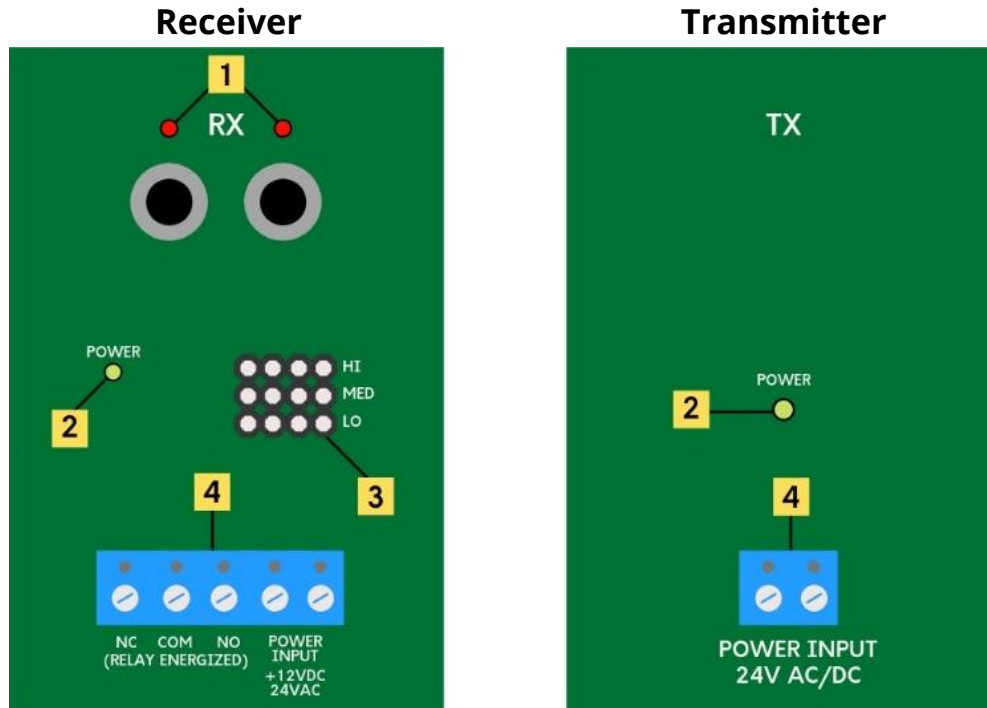 Receiver
1
RX
POWER
2
HI
MED
LO
3
4
NC COM NO
(RELAY ENERGIZED)
POWER
INPUT
+12VDC
24VAC
Transmitter
TX
POWER
2
4
POWER INPUT
24V AC/DC